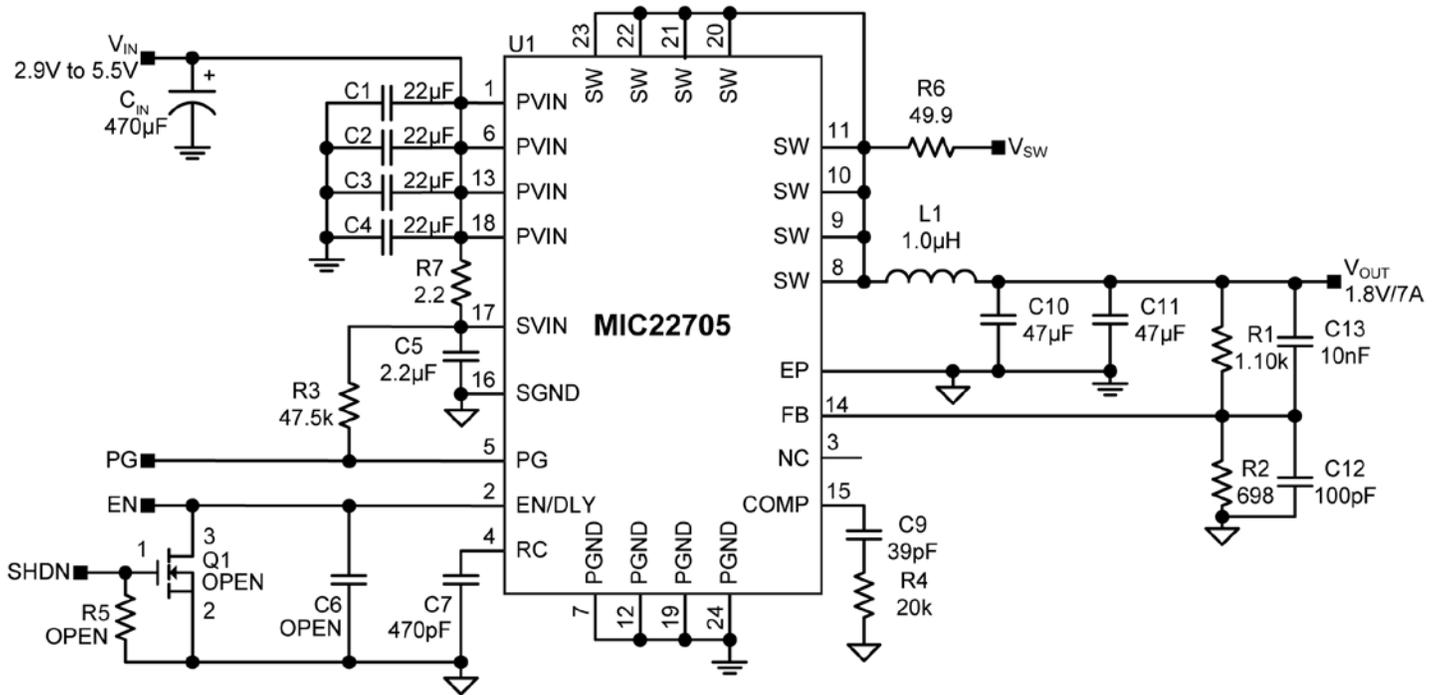 VIN
2.9V to 5.5V
CIN
470µF
+
C1 22µF
C2 22µF
C3 22µF
C4 22µF
R7
2.2
C5
2.2µF
R3
47.5k
PG
EN
SHDN
R5
OPEN
1
3
Q1
OPEN
2
C6
OPEN
C7
470pF
U1
23 22 21 20
SW SW SW SW
1 PVIN
6 PVIN
13 PVIN
18 PVIN
17 SVIN
16 SGND
5 PG
2 EN/DLY
4 RC
MIC22705
PGND PGND PGND PGND
7 12 19 24
SW 11
SW 10
SW 9
SW 8
EP
FB 14
NC 3
COMP 15
R6
49.9
VSW
L1
1.0µH
VOUT
1.8V/7A
C10
47µF
C11
47µF
R1
1.10k
C13
10nF
R2
698
C12
100pF
C9
39pF
R4
20k